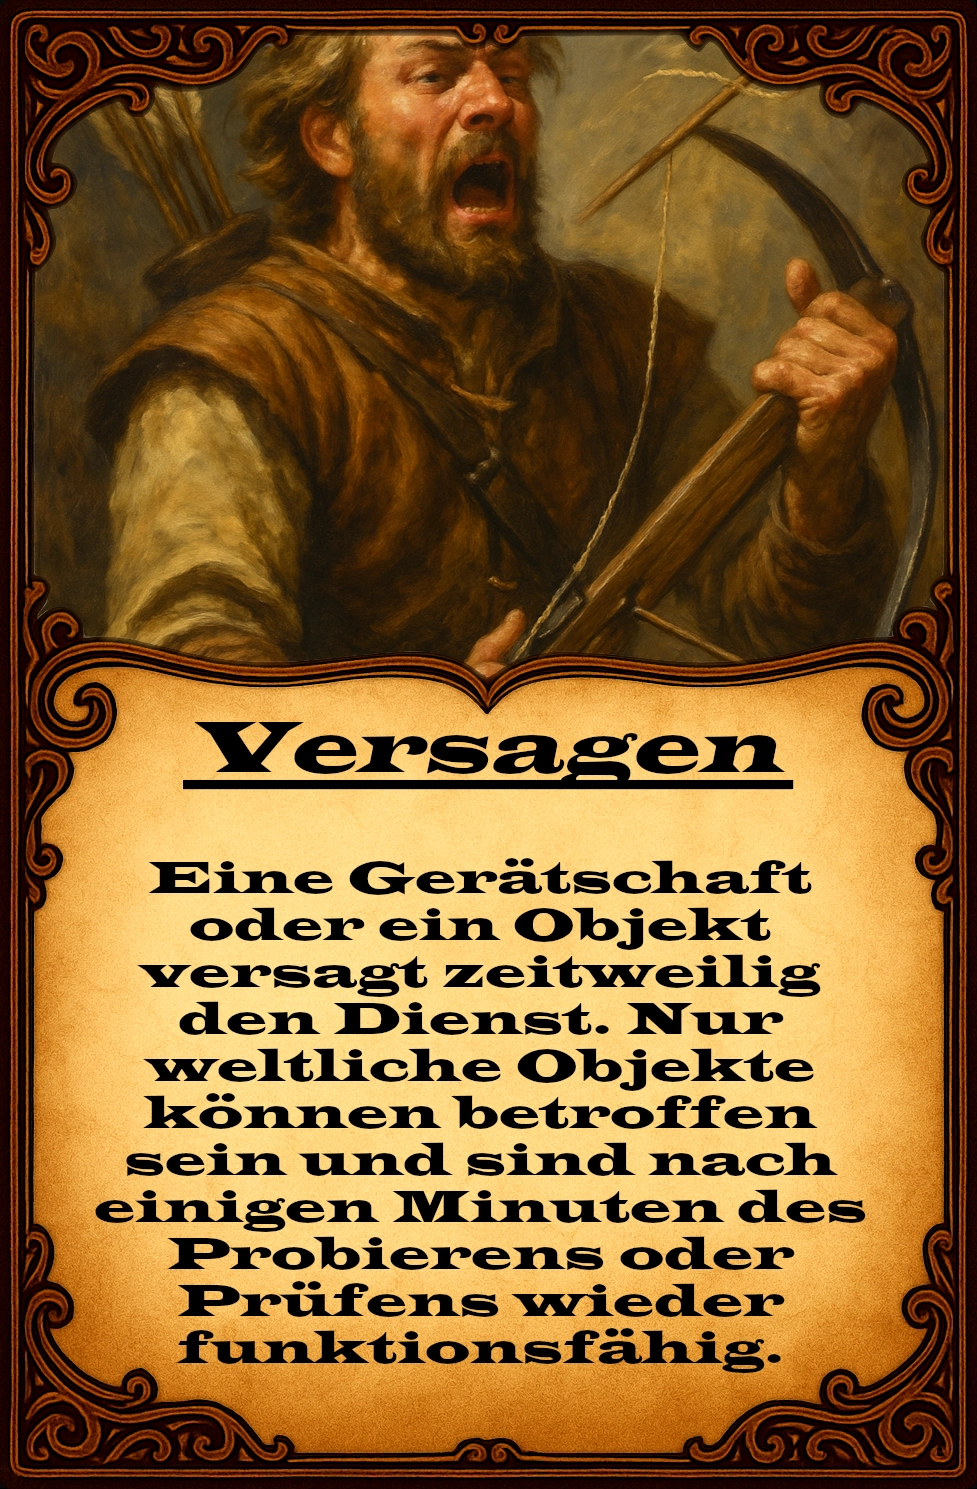 Versagen
Eine Gerätschaft
oder ein Objekt
versagt zeitweilig
den Dienst. Nur
weltliche Objekte
können betroffen
sein und sind nach
einigen Minuten des
Probierens oder
Prüfens wieder
funktionsfähig.